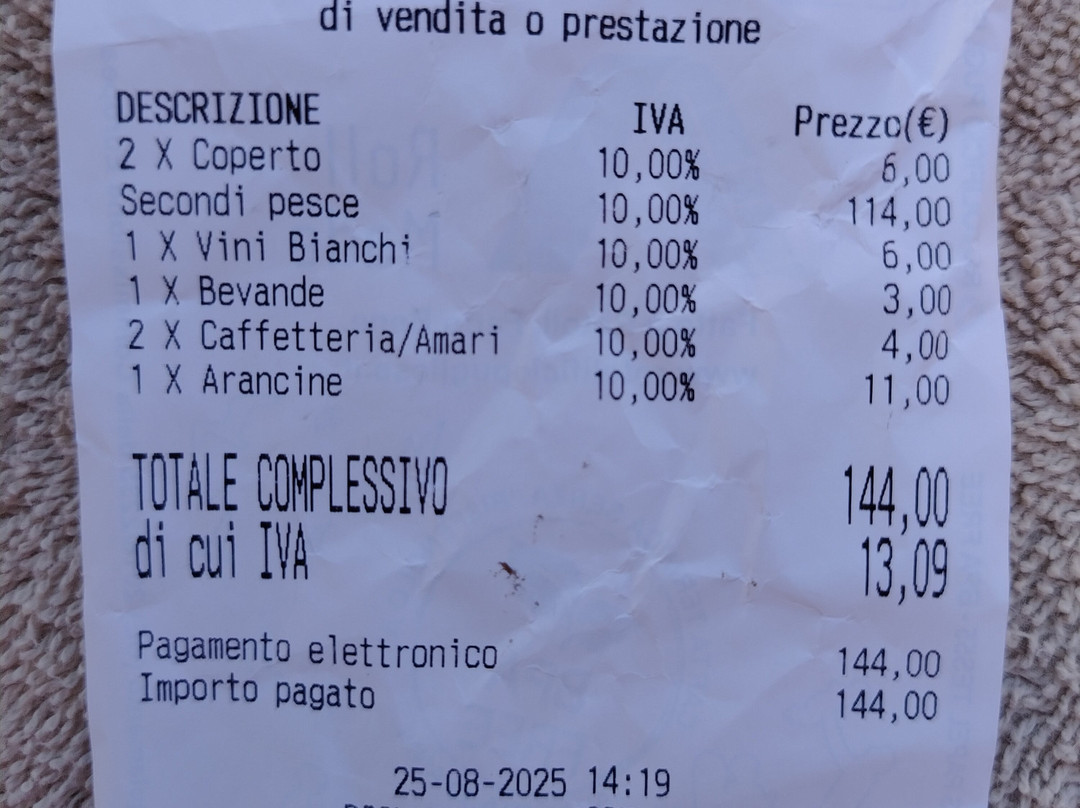 di vendita o prestazione
DESCRIZIONE IVA Prezzo(€)
2 X Coperto 10,00% 6,00
Secondi pesce 10,00% 114,00
1 X Vini Bianchi 10,00% 6,00
1 X Bevande 10,00% 3,00
2 X Caffetteria/Amari 10,00% 4,00
1 X Arancine 10,00% 11,00
TOTALE COMPLESSIVO 144,00
di cui IVA 13,09
Pagamento elettronico 144,00
Importo pagato 144,00
25-08-2025 14:19